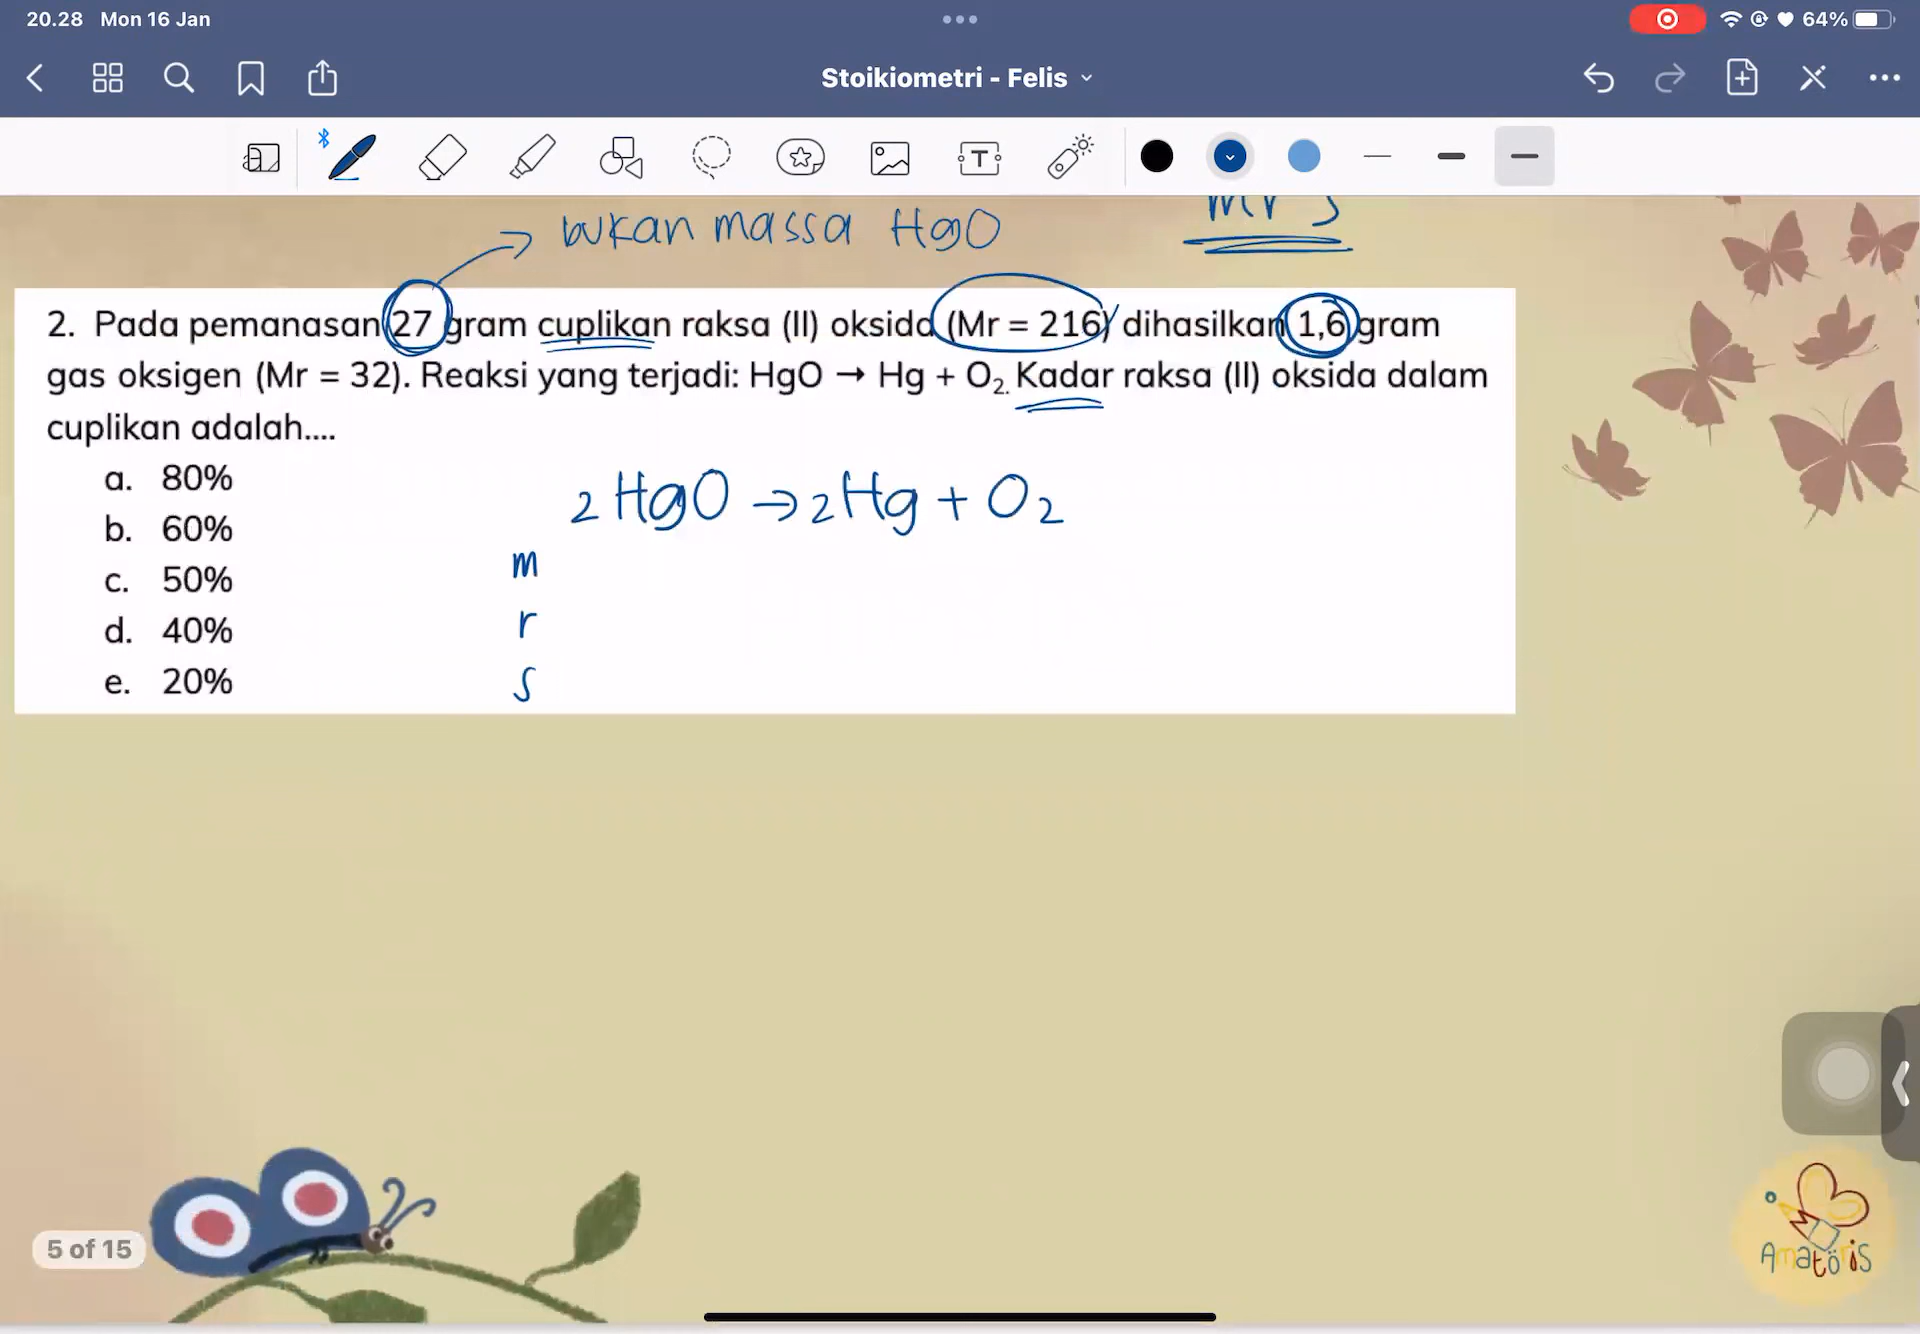 20.28 Mon 16 Jan
64%
Stoikiometri - Felis
bukan massa HgO
mrs
2. Pada pemanasan 27 gram cuplikan raksa (II) oksida (Mr = 216) dihasilkan 1,6 gram
gas oksigen (Mr = 32). Reaksi yang terjadi: HgO → Hg + O₂. Kadar raksa (II) oksida dalam
cuplikan adalah....
a. 80%
b. 60%
c. 50%
d. 40%
e. 20%
2 HgO → 2 Hg + O₂
m
r
s
5 of 15
Amatöris